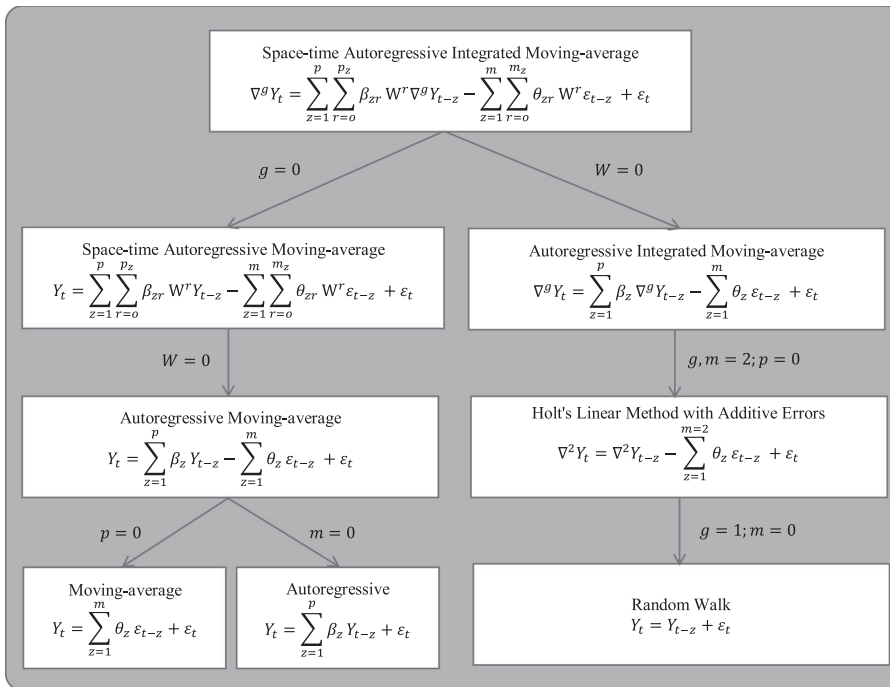 Space-time Autoregressive Integrated Moving-average
∇^g Y_t = ∑_{z=1}^{p} ∑_{r=o}^{p_z} β_{zr} W^r ∇^g Y_{t−z} − ∑_{z=1}^{m} ∑_{r=o}^{m_z} θ_{zr} W^r ε_{t−z} + ε_t
g = 0
W = 0
Space-time Autoregressive Moving-average
Y_t = ∑_{z=1}^{p} ∑_{r=o}^{p_z} β_{zr} W^r Y_{t−z} − ∑_{z=1}^{m} ∑_{r=o}^{m_z} θ_{zr} W^r ε_{t−z} + ε_t
Autoregressive Integrated Moving-average
∇^g Y_t = ∑_{z=1}^{p} β_z ∇^g Y_{t−z} − ∑_{z=1}^{m} θ_z ε_{t−z} + ε_t
W = 0
g, m = 2; p = 0
Autoregressive Moving-average
Y_t = ∑_{z=1}^{p} β_z Y_{t−z} − ∑_{z=1}^{m} θ_z ε_{t−z} + ε_t
Holt's Linear Method with Additive Errors
∇^2 Y_t = ∇^2 Y_{t−z} − ∑_{z=1}^{m=2} θ_z ε_{t−z} + ε_t
p = 0
m = 0
g = 1; m = 0
Moving-average
Y_t = ∑_{z=1}^{m} θ_z ε_{t−z} + ε_t
Autoregressive
Y_t = ∑_{z=1}^{p} β_z Y_{t−z} + ε_t
Random Walk
Y_t = Y_{t−z} + ε_t